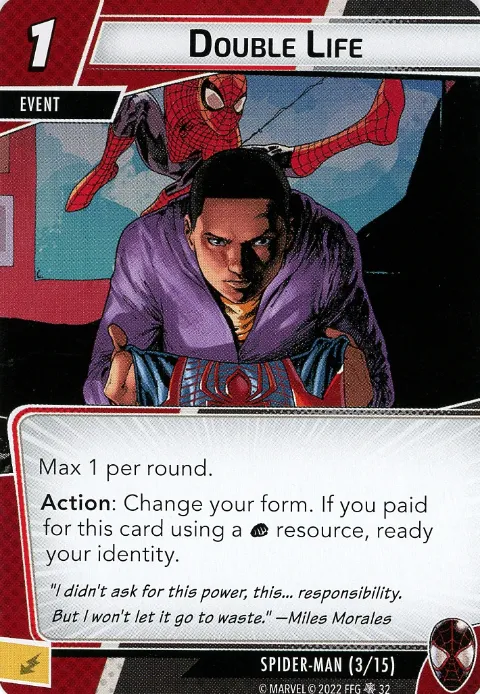 1
DOUBLE LIFE
EVENT
Max 1 per round.
Action: Change your form. If you paid
for this card using a resource, ready
your identity.
"I didn't ask for this power, this... responsibility.
But I won't let it go to waste." —Miles Morales
SPIDER-MAN (3/15)
© MARVEL © 2022 FFG 32